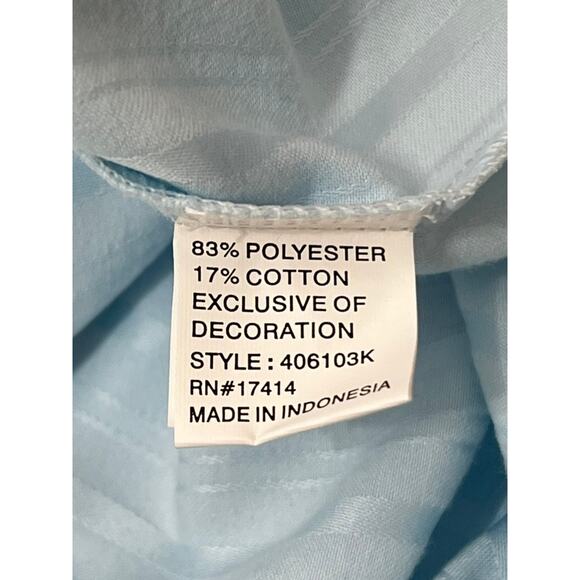 83% POLYESTER
17% COTTON
EXCLUSIVE OF
DECORATION
STYLE: 406103K
RN#17414
MADE IN INDONESIA